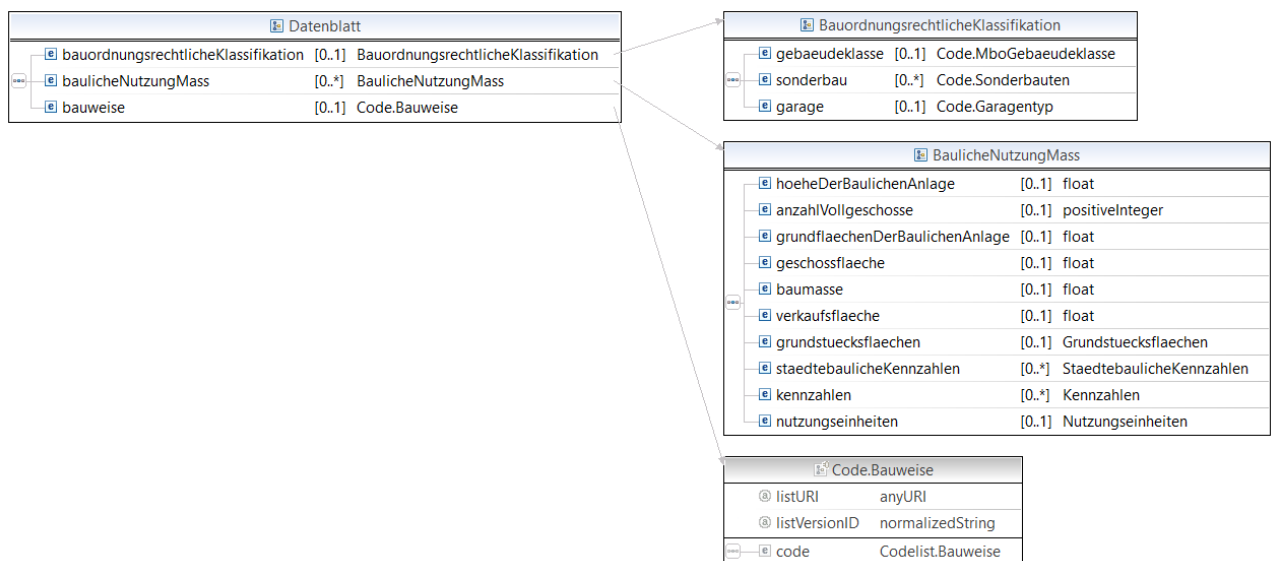 Datenblatt
bauordnungsrechtlicheKlassifikation [0..1] BauordnungsrechtlicheKlassifikation
baulicheNutzungMass [0..*] BaulicheNutzungMass
bauweise [0..1] Code.Bauweise
BauordnungsrechtlicheKlassifikation
gebaeudeklasse [0..1] Code.MboGebaeudeklasse
sonderbau [0..*] Code.Sonderbauten
garage [0..1] Code.Garagentyp
BaulicheNutzungMass
hoeheDerBaulichenAnlage [0..1] float
anzahlVollgeschosse [0..1] positiveInteger
grundflaechenDerBaulichenAnlage [0..1] float
geschossflaeche [0..1] float
baumasse [0..1] float
verkaufsflaeche [0..1] float
grundstuecksflaechen [0..1] Grundstuecksflaechen
staedtebaulicheKennzahlen [0..*] StaedtebaulicheKennzahlen
kennzahlen [0..*] Kennzahlen
nutzungseinheiten [0..1] Nutzungseinheiten
Code.Bauweise
listURI anyURI
listVersionID normalizedString
code Codelist.Bauweise